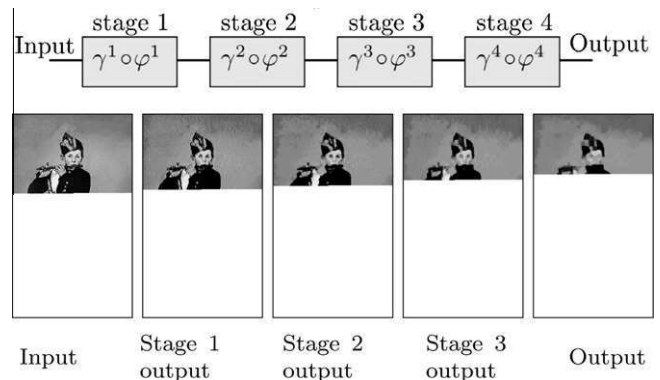 stage 1 stage 2 stage 3 stage 4
Input γ¹∘φ¹ γ²∘φ² γ³∘φ³ γ⁴∘φ⁴ Output
Input Stage 1 output Stage 2 output Stage 3 output Output